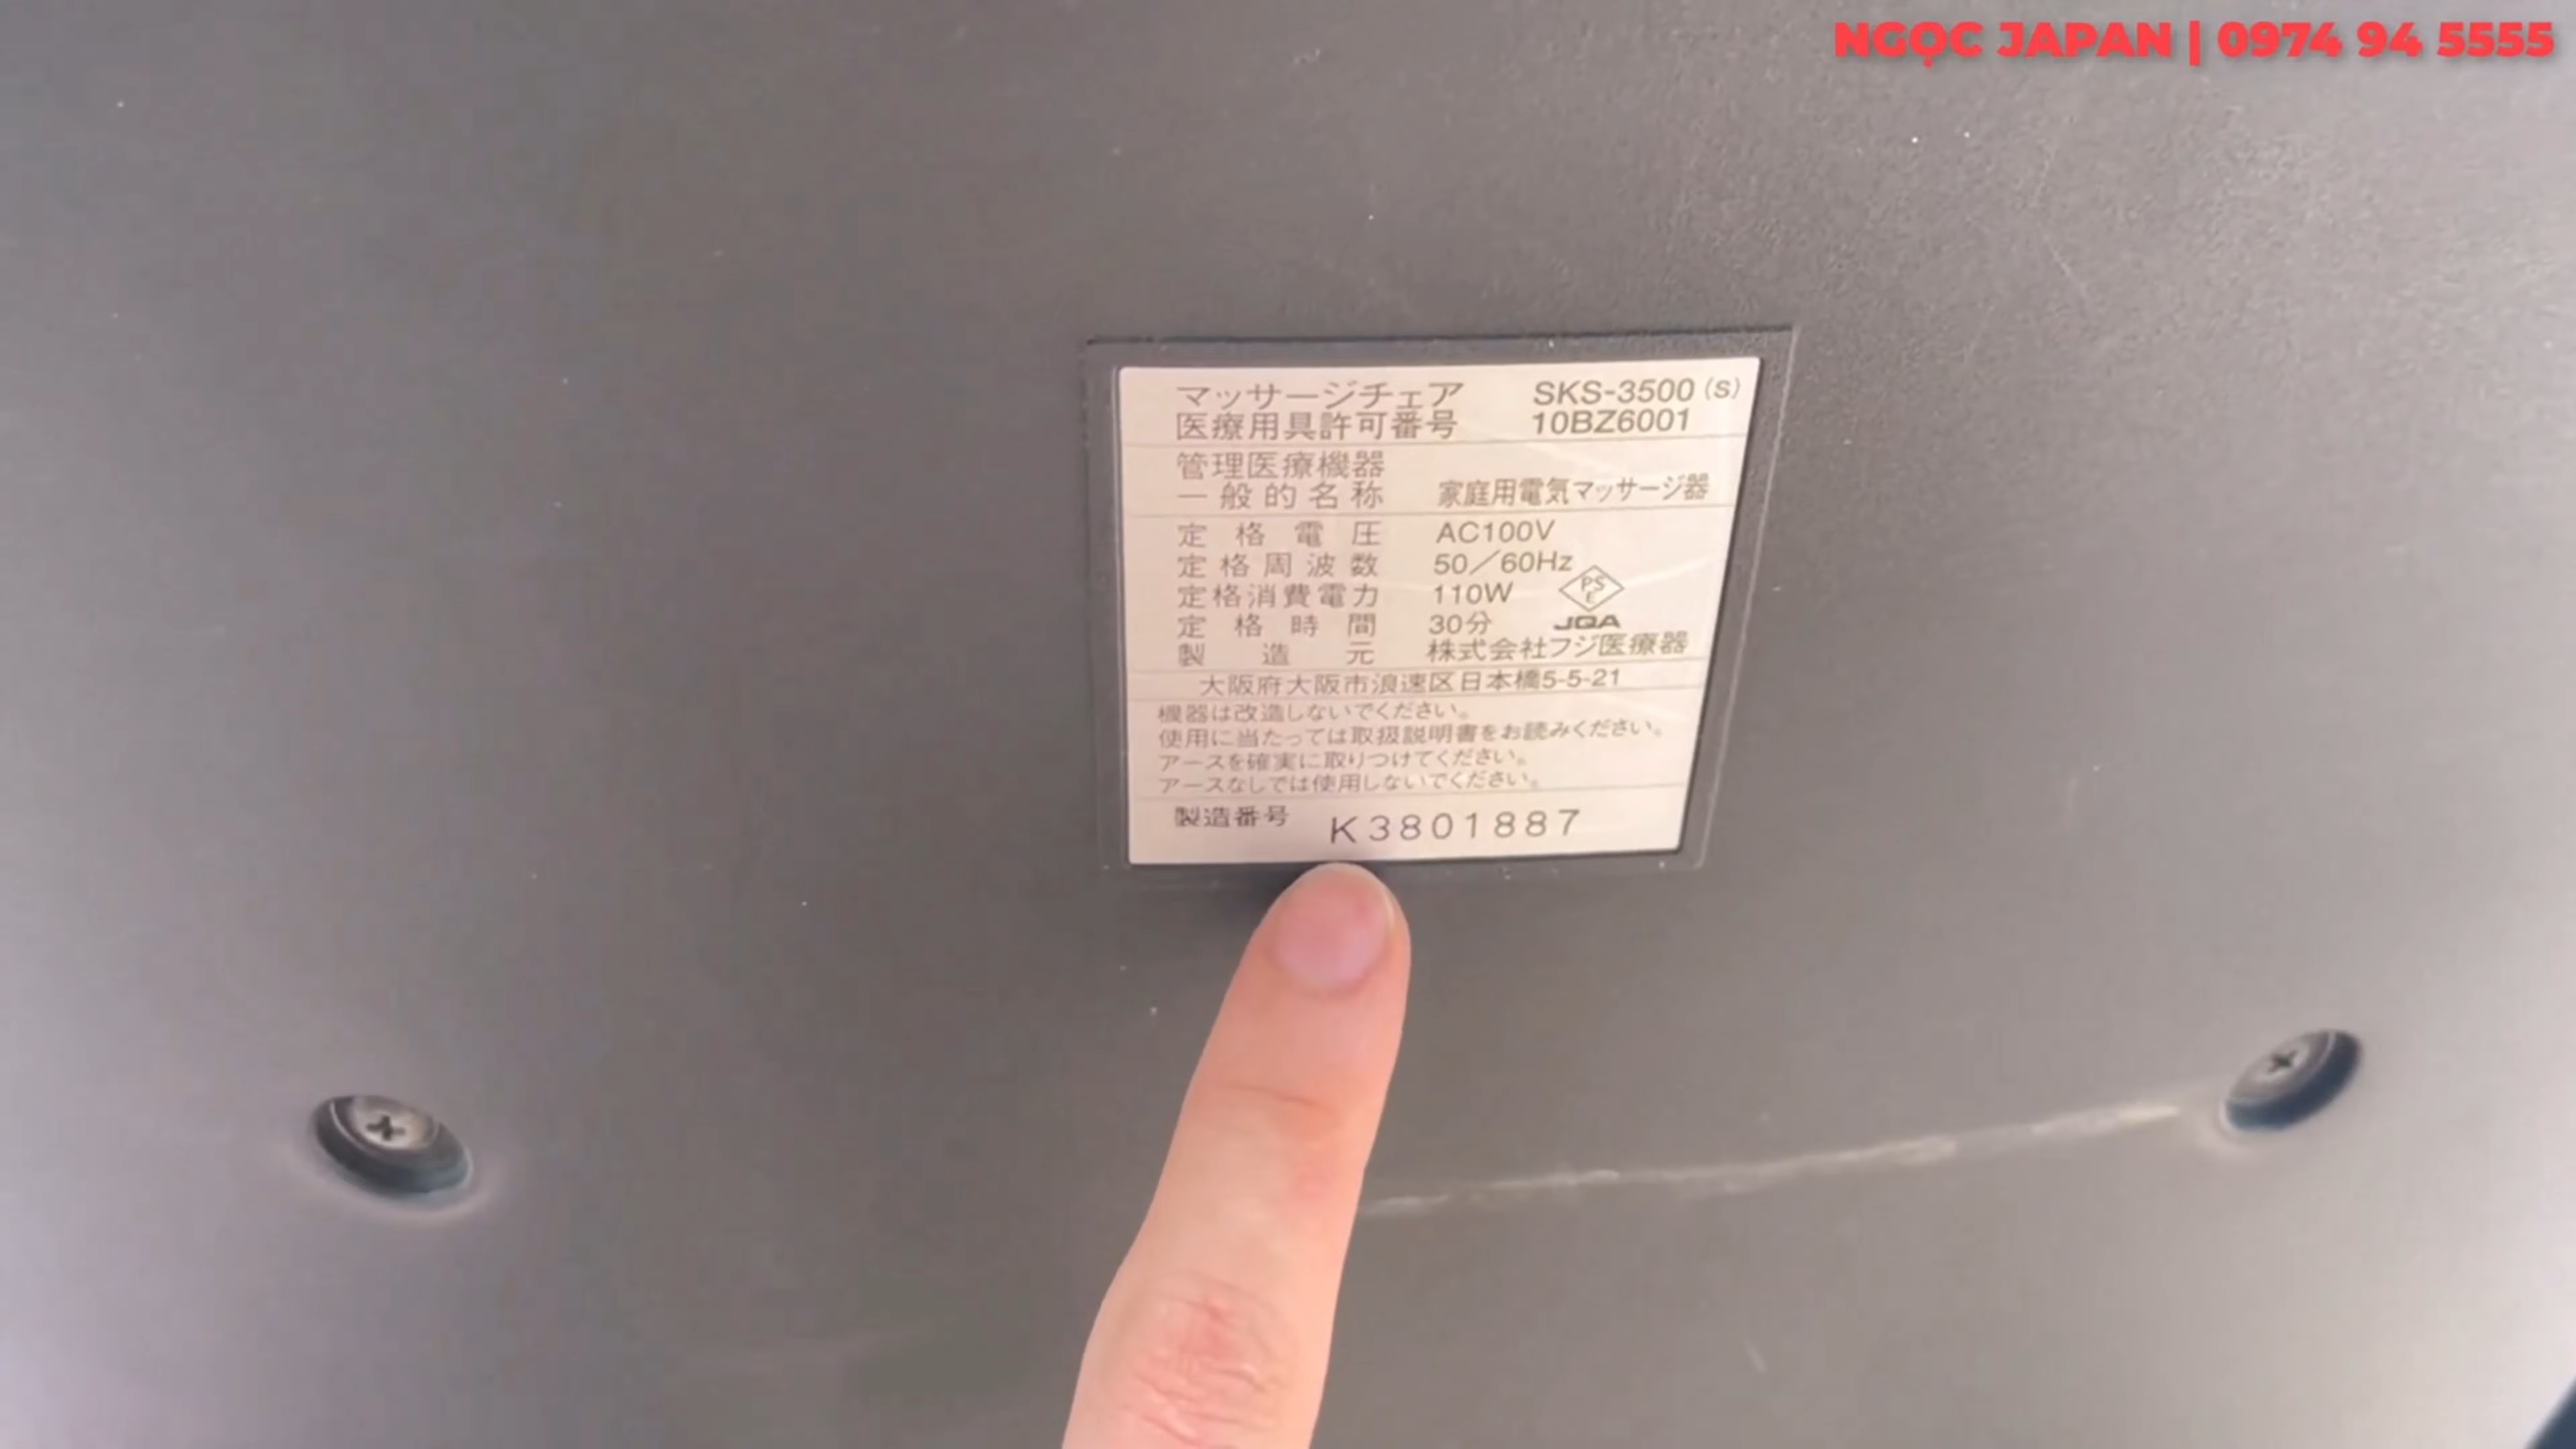 NGỌC JAPAN | 0974 94 5555
マッサージチェア SKS-3500(S)
医療用具許可番号 10BZ6001
管理医療機器
一般的名称 家庭用電気マッサージ器
定格電圧 AC100V
定格周波数 50/60Hz
定格消費電力 110W
PSE
定格時間 30分 JQA
製造元 株式会社フジ医療器
大阪府大阪市浪速区日本橋5-5-21
機器は改造しないでください。
使用に当たっては取扱説明書をお読みください。
アースを確実に取りつけてください。
アースなしでは使用しないでください。
製造番号 K3801887